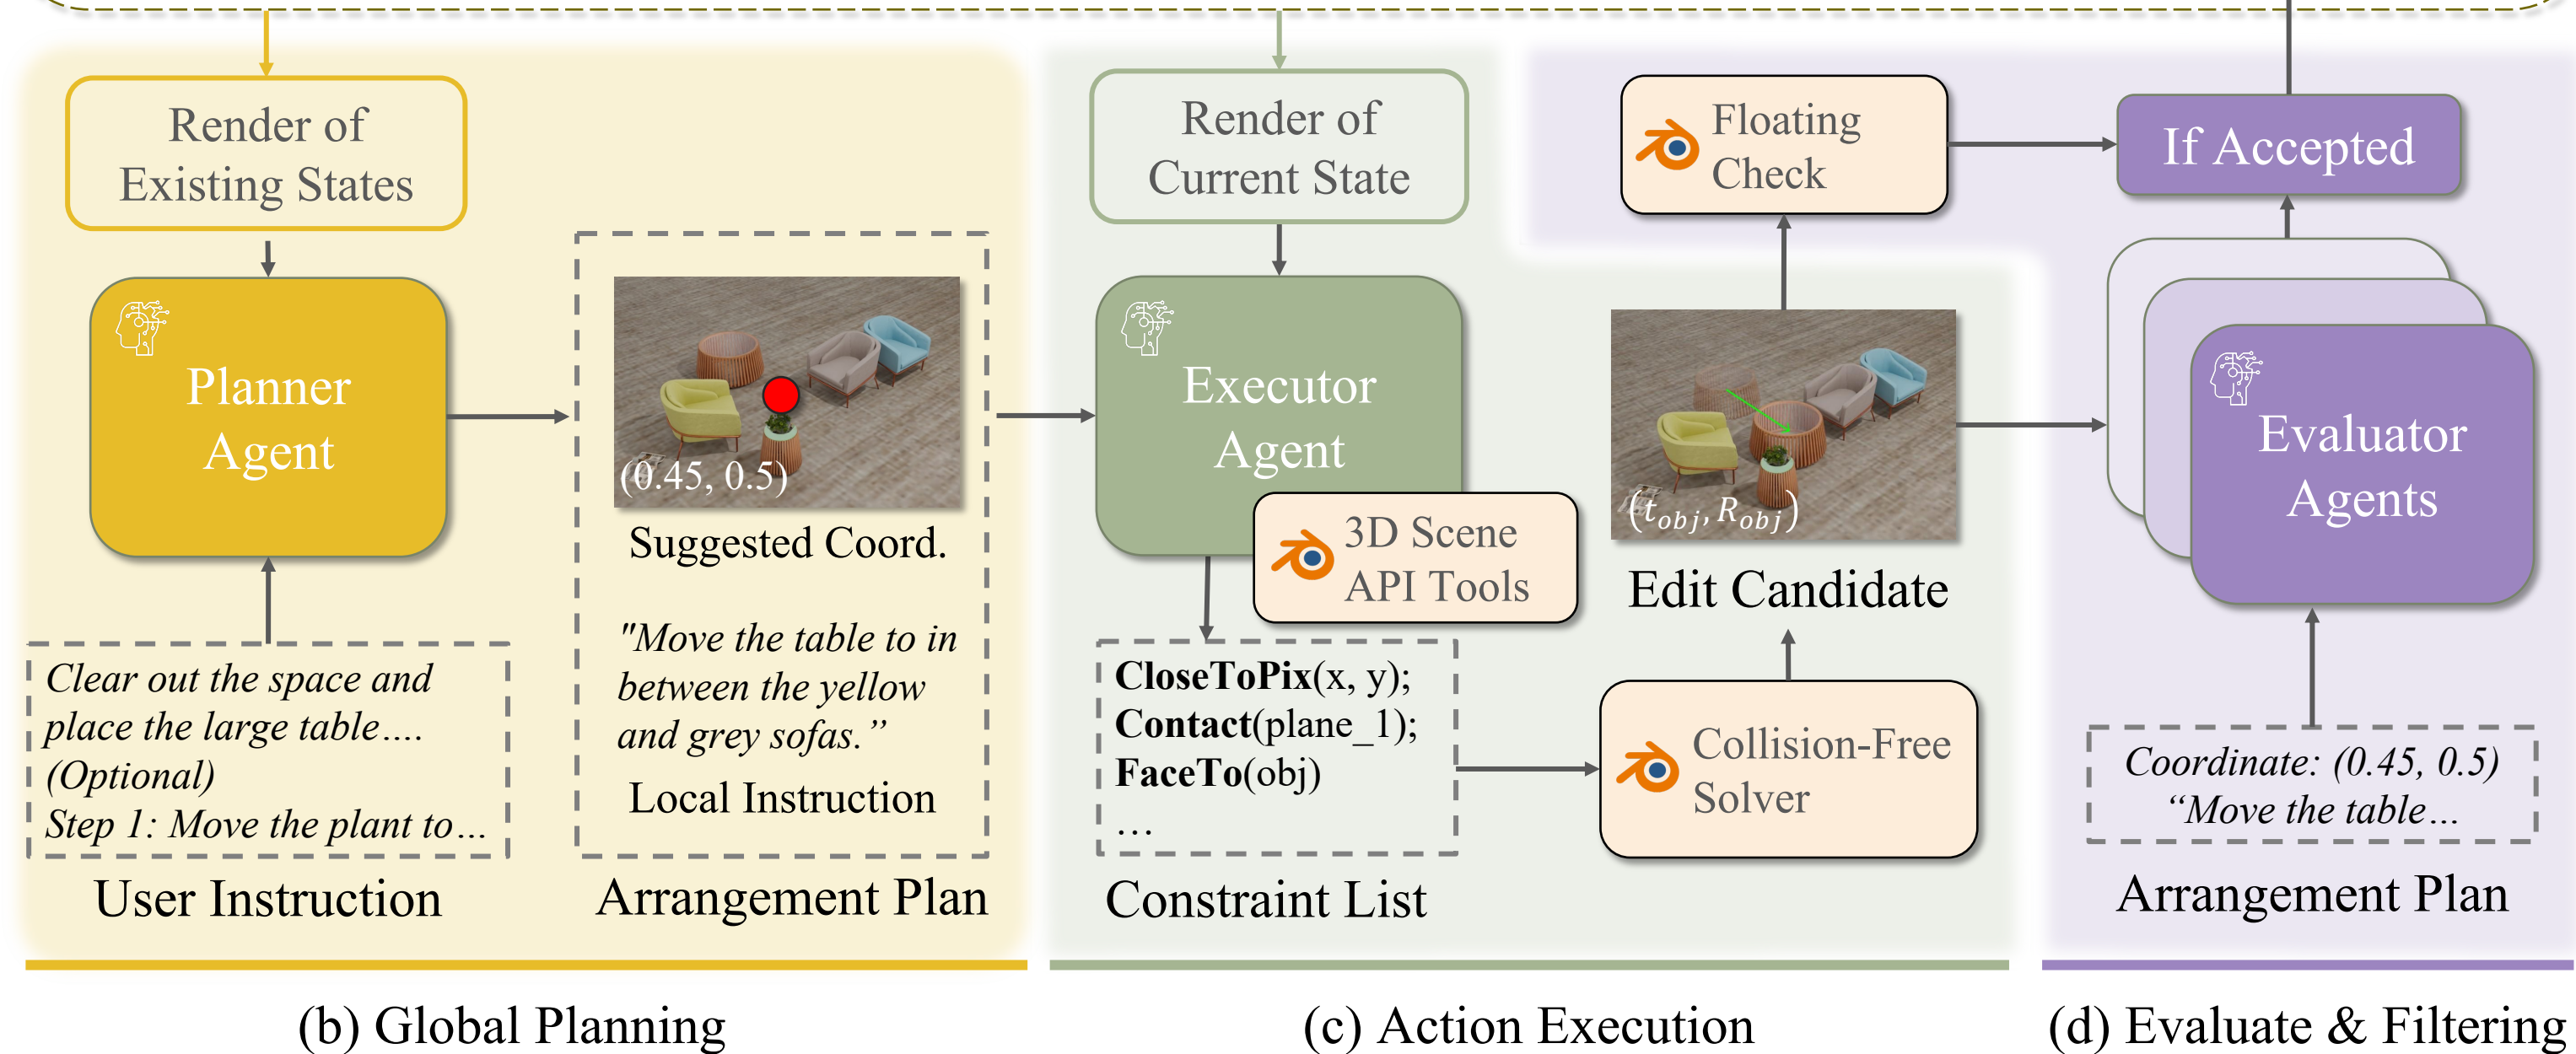 Render of
Existing States
Planner
Agent
Clear out the space and
place the large table....
(Optional)
Step 1: Move the plant to...
User Instruction
(0.45, 0.5)
Suggested Coord.
"Move the table to in
between the yellow
and grey sofas.”
Local Instruction
Arrangement Plan
(b) Global Planning
Render of
Current State
Executor
Agent
3D Scene
API Tools
CloseToPix(x, y);
Contact(plane_1);
FaceTo(obj)
...
Constraint List
Collision-Free
Solver
(t_obj, R_obj)
Edit Candidate
(c) Action Execution
Floating
Check
If Accepted
Evaluator
Agents
Coordinate: (0.45, 0.5)
“Move the table...
Arrangement Plan
(d) Evaluate & Filtering